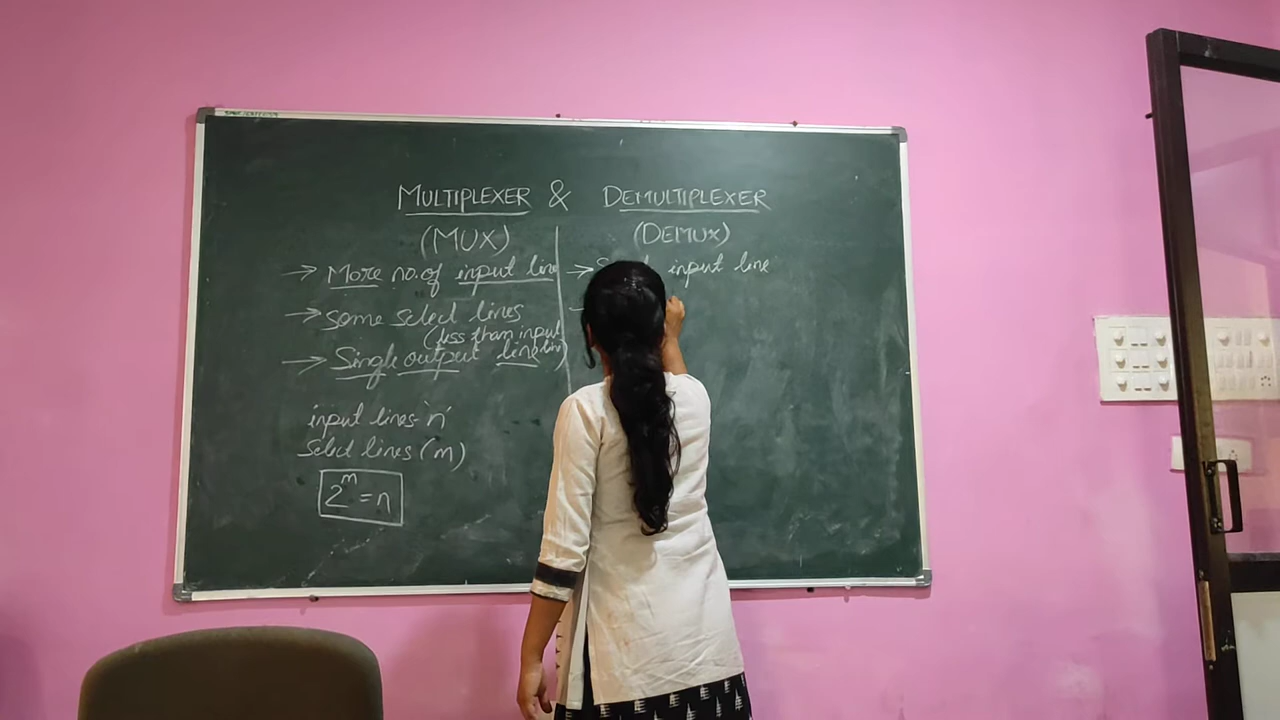 MULTIPLEXER & DEMULTIPLEXER
(MUX)
→ More no. of input line
→ some select lines
(less than input
line)
→ Single output line
input lines - 'n'
Select lines (m)
2^m = n
(DEMUX)
→ input line